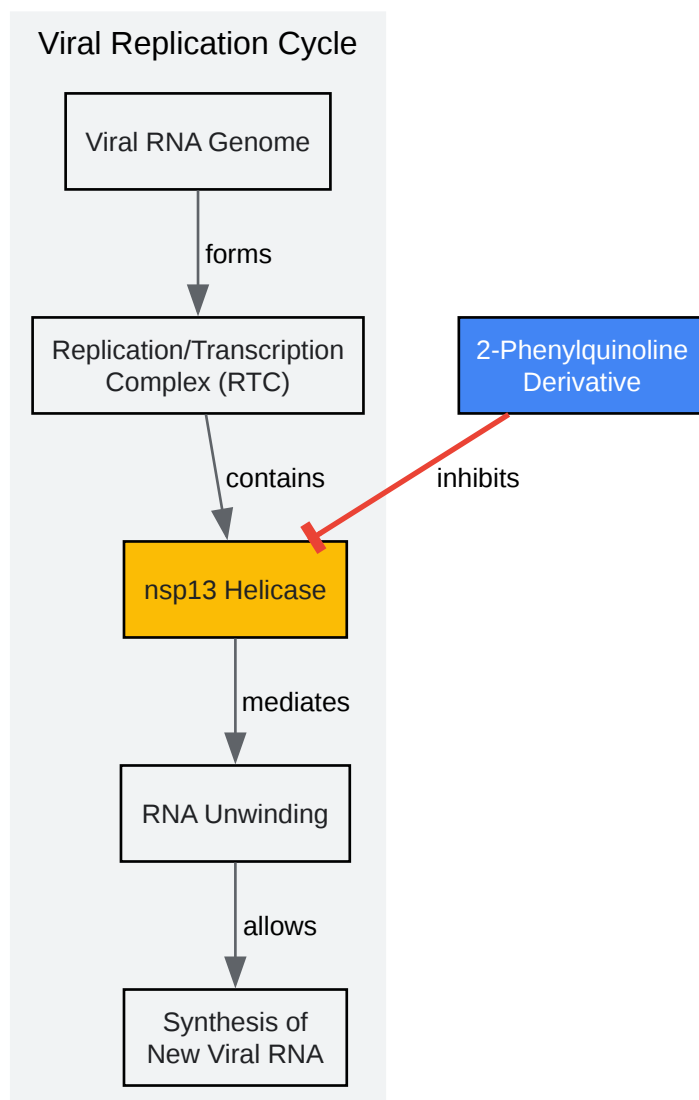 Viral Replication Cycle
Viral RNA Genome
forms
Replication/Transcription
Complex (RTC)
2-Phenylquinoline
Derivative
contains
inhibits
nsp13 Helicase
mediates
RNA Unwinding
allows
Synthesis of
New Viral RNA